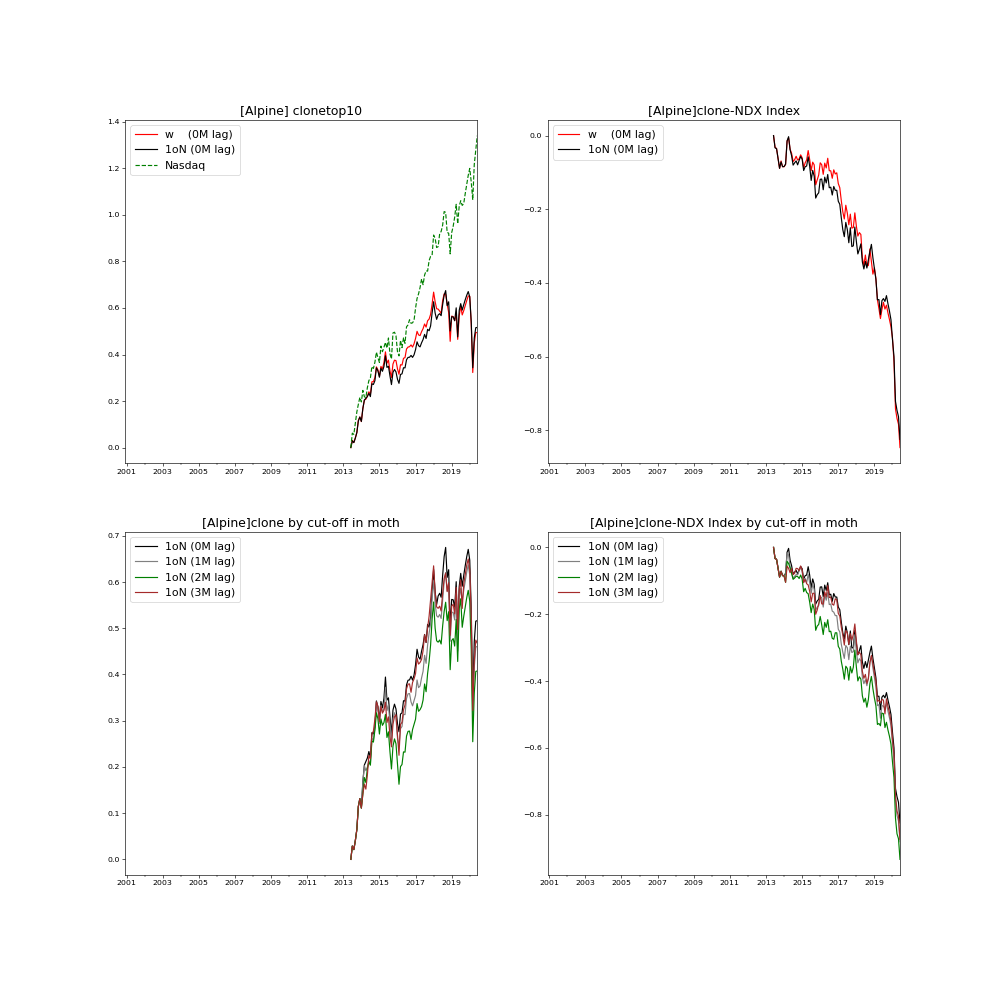 [Alpine] clonetop10
1.4
1.2
1.0
0.8
0.6
0.4
0.2
0.0
w    (0M lag)
1oN (0M lag)
Nasdaq
2001 2003 2005 2007 2009 2011 2013 2015 2017 2019
[Alpine]clone-NDX Index
0.0
−0.2
−0.4
−0.6
−0.8
w    (0M lag)
1oN (0M lag)
2001 2003 2005 2007 2009 2011 2013 2015 2017 2019
[Alpine]clone by cut-off in moth
0.7
0.6
0.5
0.4
0.3
0.2
0.1
0.0
1oN (0M lag)
1oN (1M lag)
1oN (2M lag)
1oN (3M lag)
2001 2003 2005 2007 2009 2011 2013 2015 2017 2019
[Alpine]clone-NDX Index by cut-off in moth
0.0
−0.2
−0.4
−0.6
−0.8
1oN (0M lag)
1oN (1M lag)
1oN (2M lag)
1oN (3M lag)
2001 2003 2005 2007 2009 2011 2013 2015 2017 2019